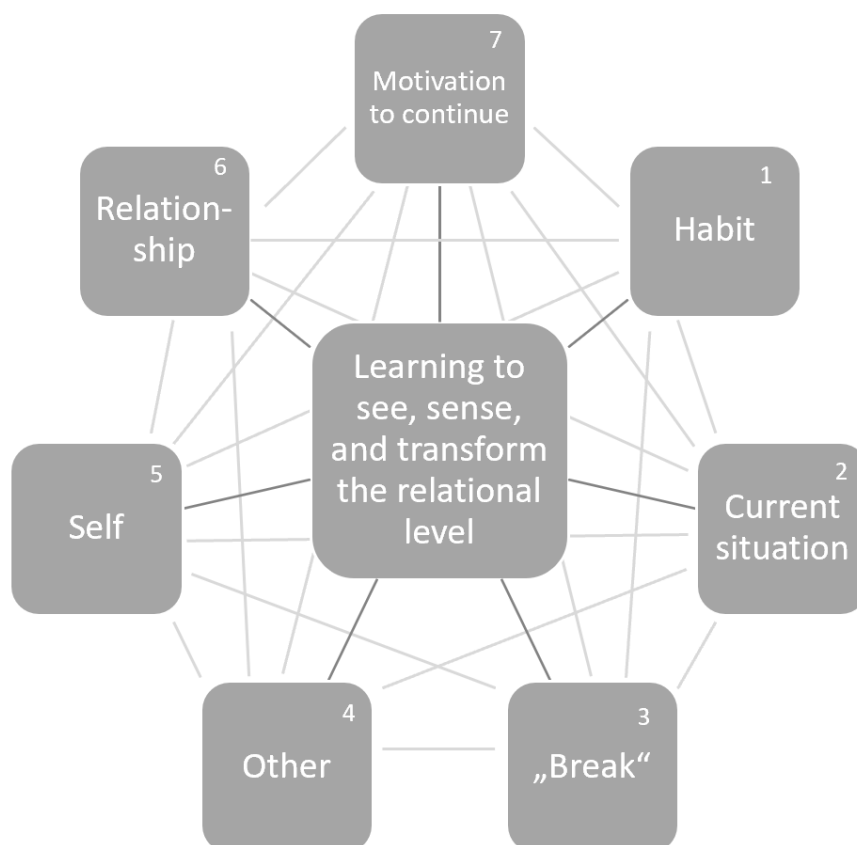 7
Motivation
to continue
1
Habit
2
Current
situation
3
„Break“
4
Other
5
Self
6
Relation-
ship
Learning to
see, sense,
and transform
the relational
level